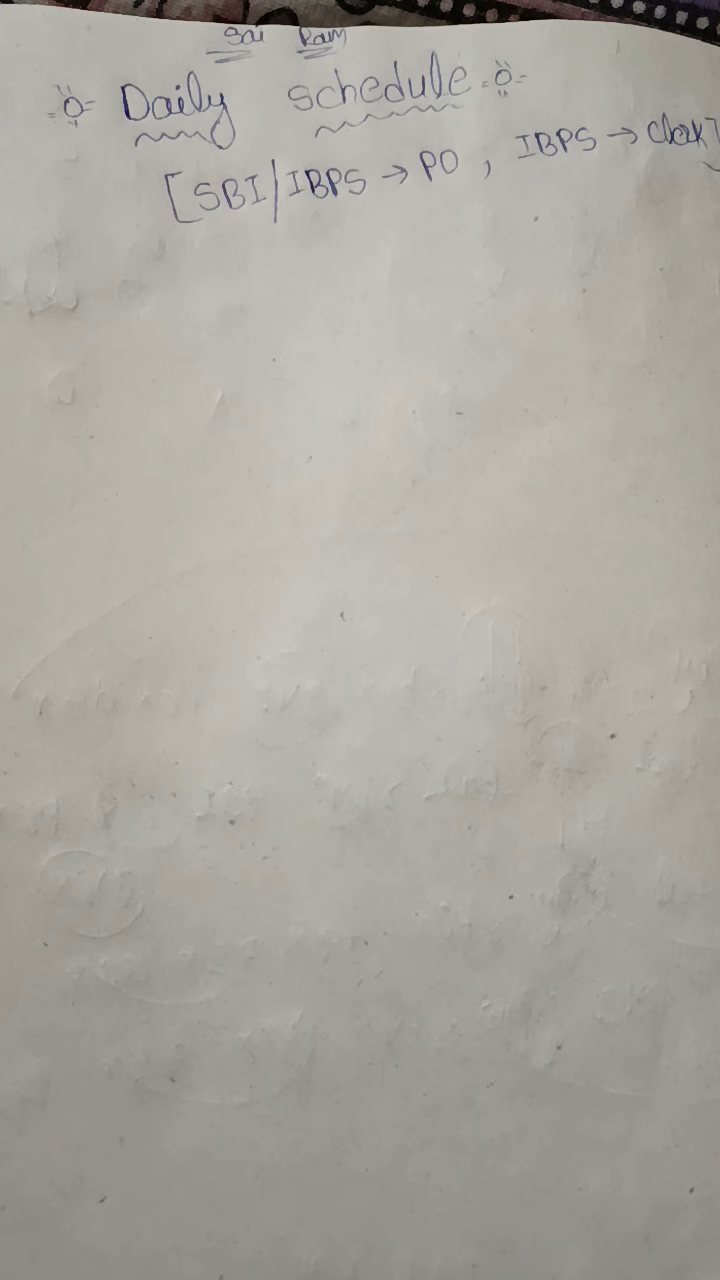 Sai Ram
Daily schedule
[SBI/IBPS → PO, IBPS → Clerk]